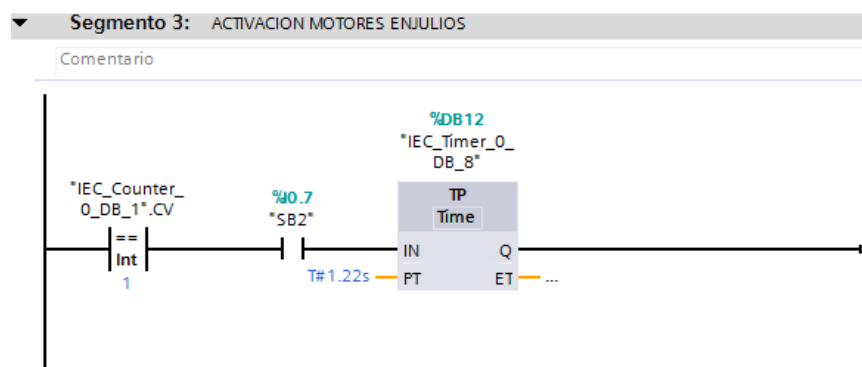 Segmento 3: ACTIVACION MOTORES ENJULIOS
Comentario
%DB12
"IEC_Timer_0_
DB_8"
"IEC_Counter_
0_DB_1".CV
%I0.7
"SB2"
TP
Time
==
Int
1
IN
Q
T#1.22s
PT
ET
...